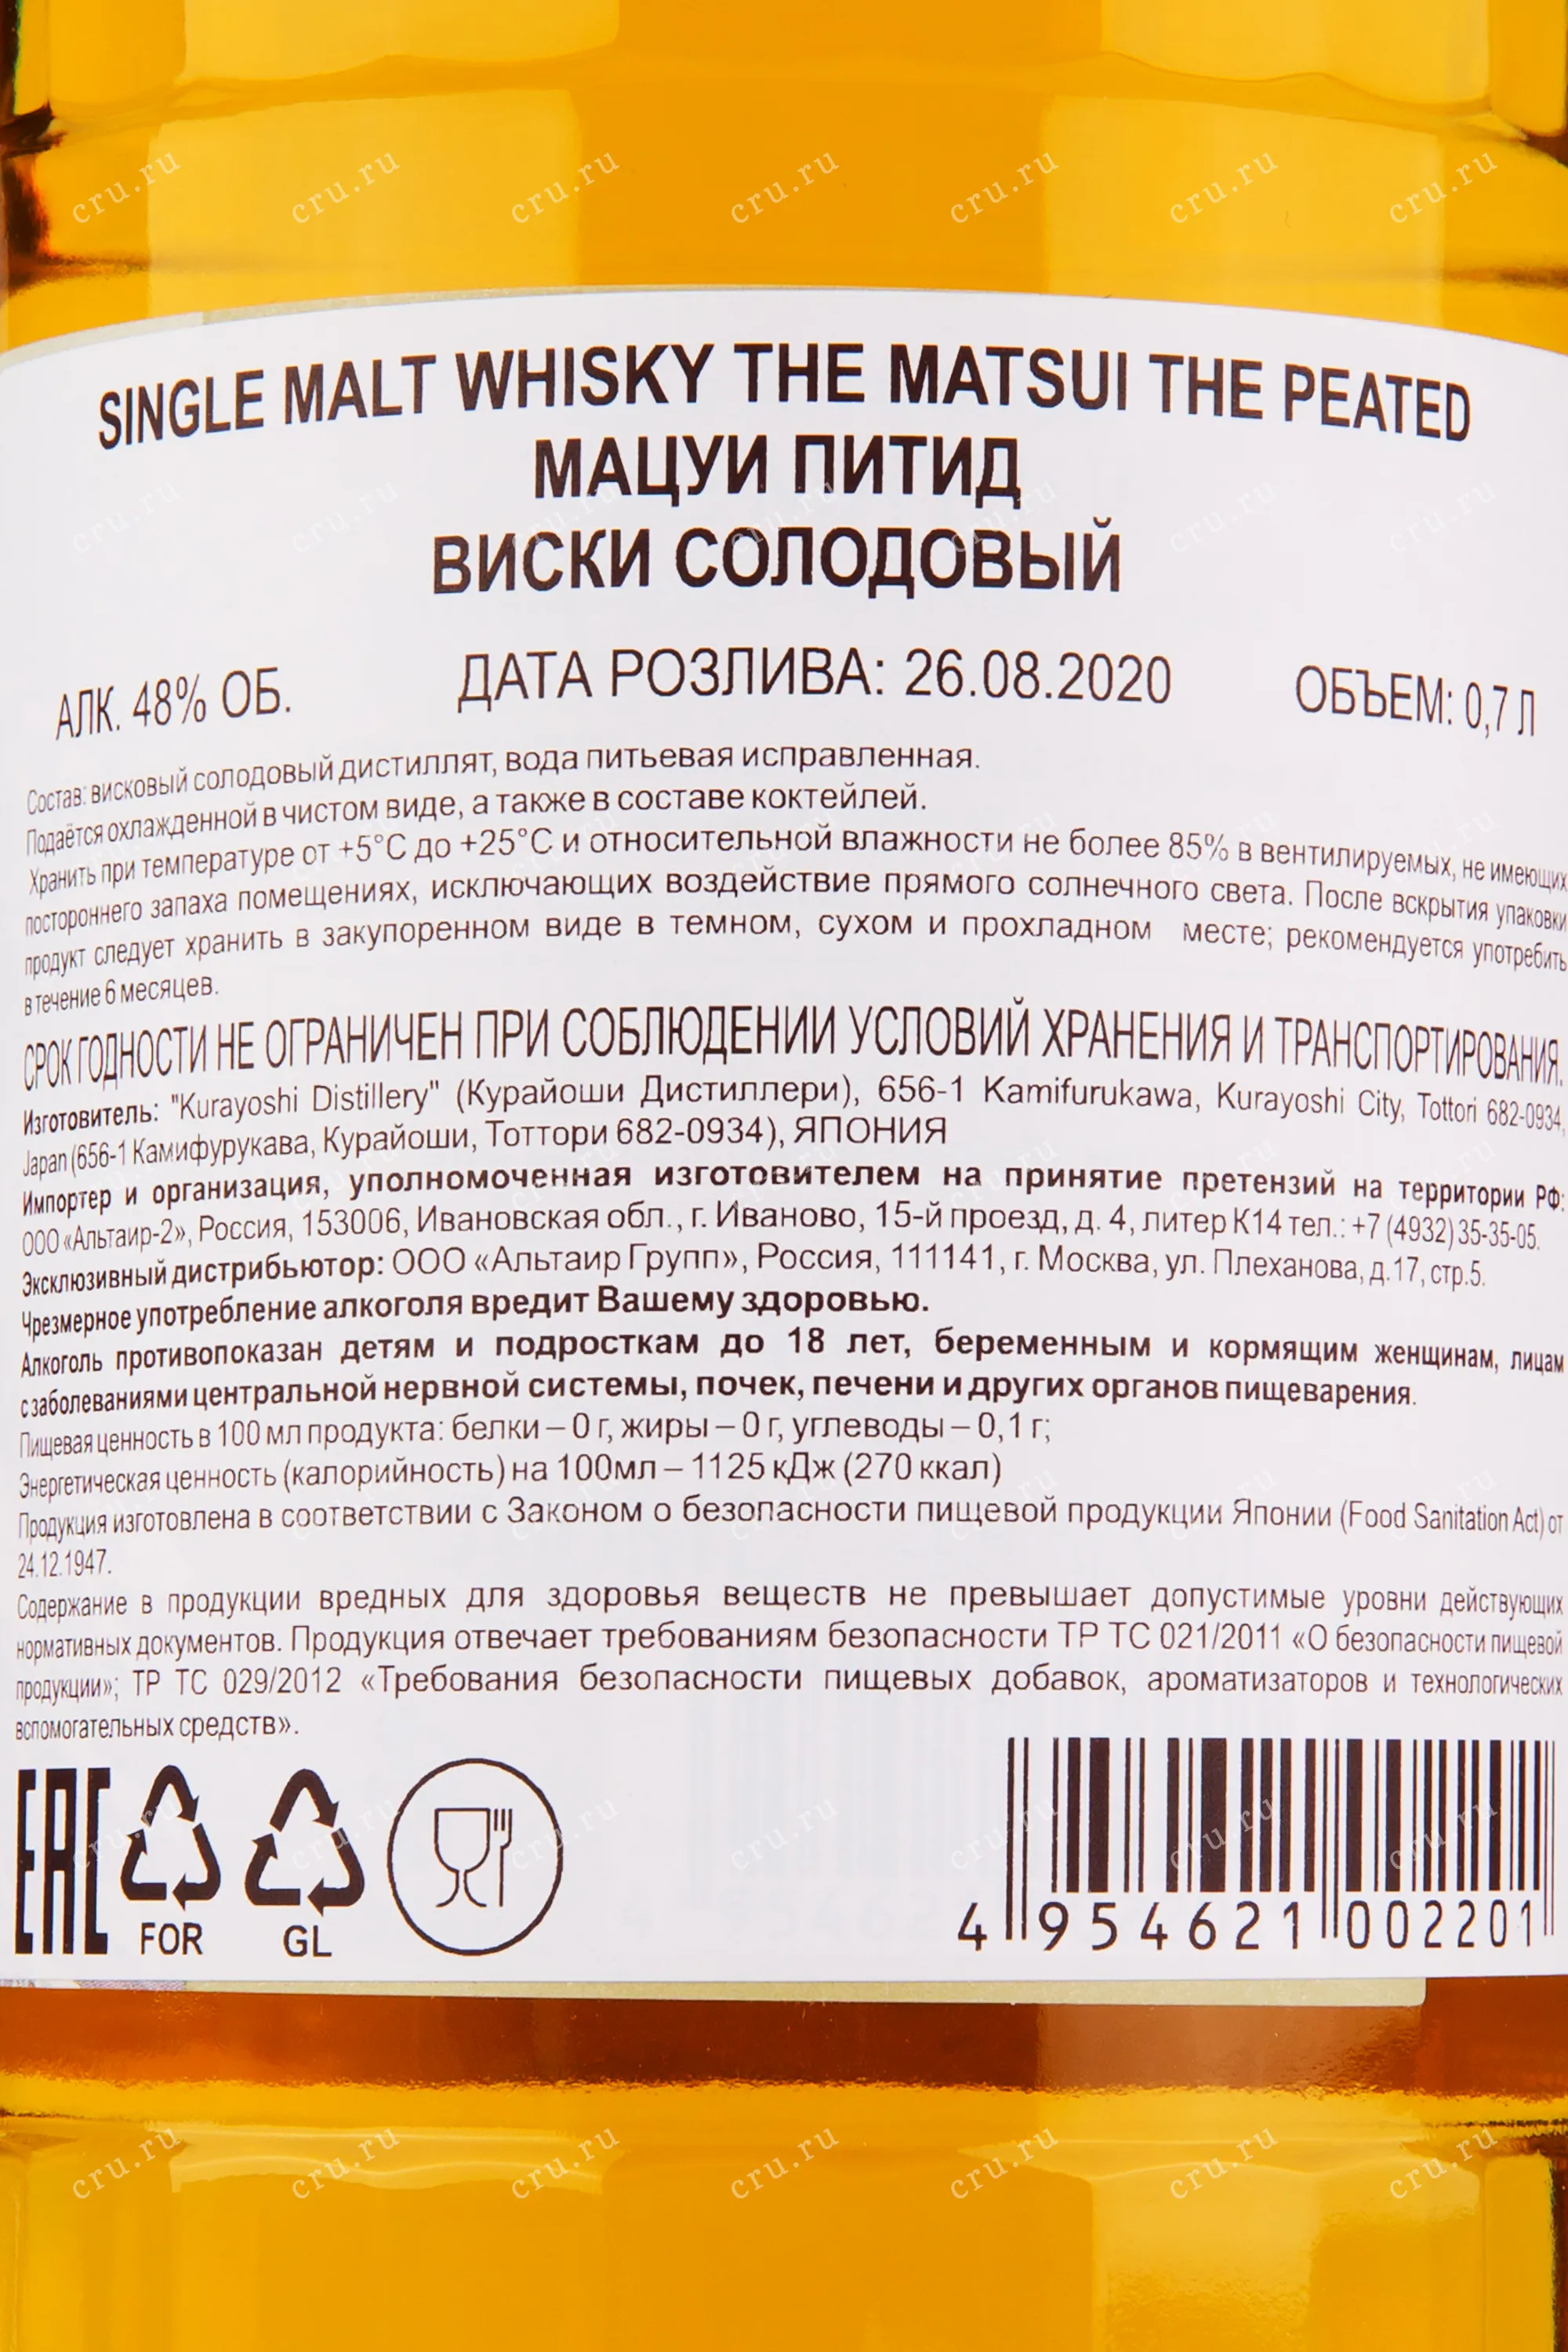 SINGLE MALT WHISKY THE MATSUI THE PEATED
МАЦУИ ПИТИД
ВИСКИ СОЛОДОВЫЙ
АЛК. 48% ОБ. ДАТА РОЗЛИВА: 26.08.2020 ОБЪЕМ: 0,7 Л
Состав: висковый солодовый дистиллят, вода питьевая исправленная.
Подаётся охлажденной в чистом виде, а также в составе коктейлей.
Хранить при температуре от +5°С до +25°С и относительной влажности не более 85% в вентилируемых, не имеющих
постороннего запаха помещениях, исключающих воздействие прямого солнечного света. После вскрытия упаковки
продукт следует хранить в закупоренном виде в темном, сухом и прохладном месте; рекомендуется употребить
в течение 6 месяцев.
СРОК ГОДНОСТИ НЕ ОГРАНИЧЕН ПРИ СОБЛЮДЕНИИ УСЛОВИЙ ХРАНЕНИЯ И ТРАНСПОРТИРОВАНИЯ.
Изготовитель: "Kurayoshi Distillery" (Курайоши Дистиллери), 656-1 Kamifurukawa, Kurayoshi City, Tottori 682-0934,
Japan (656-1 Камифурукава, Курайоши, Тоттори 682-0934), ЯПОНИЯ
Импортер и организация, уполномоченная изготовителем на принятие претензий на территории РФ:
ООО «Альтаир-2», Россия, 153006, Ивановская обл., г. Иваново, 15-й проезд, д. 4, литер К14 тел.: +7 (4932) 35-35-05.
Эксклюзивный дистрибьютор: ООО «Альтаир Групп», Россия, 111141, г. Москва, ул. Плеханова, д.17, стр.5.
Чрезмерное употребление алкоголя вредит Вашему здоровью.
Алкоголь противопоказан детям и подросткам до 18 лет, беременным и кормящим женщинам, лицам
с заболеваниями центральной нервной системы, почек, печени и других органов пищеварения.
Пищевая ценность в 100 мл продукта: белки – 0 г, жиры – 0 г, углеводы – 0,1 г;
Энергетическая ценность (калорийность) на 100мл – 1125 кДж (270 ккал)
Продукция изготовлена в соответствии с Законом о безопасности пищевой продукции Японии (Food Sanitation Act) от
24.12.1947.
Содержание в продукции вредных для здоровья веществ не превышает допустимые уровни действующих
нормативных документов. Продукция отвечает требованиям безопасности ТР ТС 021/2011 «О безопасности пищевой
продукции»; ТР ТС 029/2012 «Требования безопасности пищевых добавок, ароматизаторов и технологических
вспомогательных средств».
EAC FOR GL
4 954621 002201
cru.ru